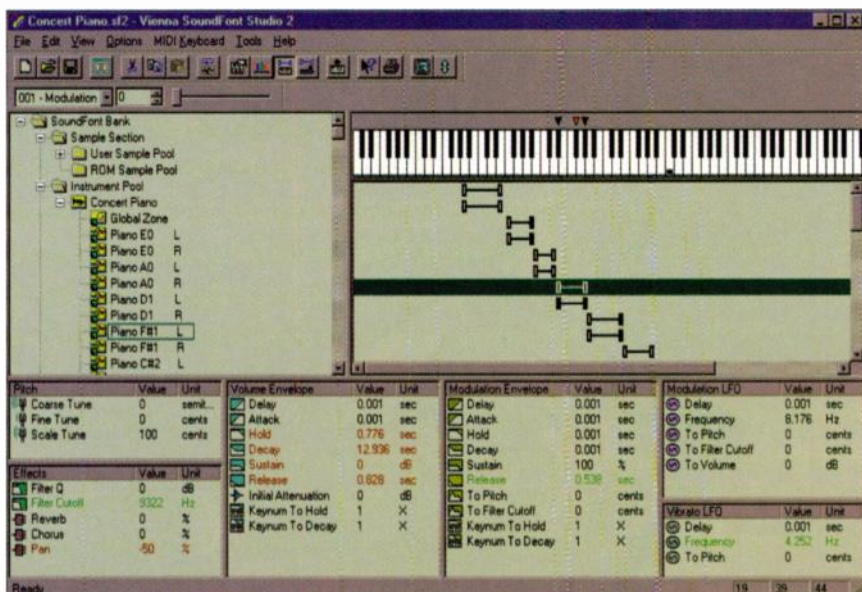 Concert Piano.sf2 - Vienna SoundFont Studio 2
File Edit View Options MIDI Keyboard Tools Help
001 - Modulation 0
SoundFont Bank
Sample Section
User Sample Pool
ROM Sample Pool
Instrument Pool
Concert Piano
Global Zone
Piano E0 L
Piano E0 R
Piano A0 L
Piano A0 R
Piano D1 L
Piano D1 R
Piano F#1 L
Piano F#1 R
Piano C#2 L
Pitch Value Unit
Coarse Tune 0 semit...
Fine Tune 0 cents
Scale Tune 100 cents
Effects Value Unit
Filter Q 0 dB
Filter Cutoff 9322 Hz
Reverb 0 %
Chorus 0 %
Pan -50 %
Volume Envelope Value Unit
Delay 0.001 sec
Attack 0.001 sec
Hold 0.776 sec
Decay 12.936 sec
Sustain 0 dB
Release 0.828 sec
Initial Attenuation 0 dB
Keynum To Hold 1 X
Keynum To Decay 1 X
Modulation Envelope Value Unit
Delay 0.001 sec
Attack 0.001 sec
Hold 0.001 sec
Decay 0.001 sec
Sustain 100 %
Release 0.538 sec
To Pitch 0 cents
To Filter Cutoff 0 cents
Keynum To Hold 1 X
Keynum To Decay 1 X
Modulation LFO Value Unit
Delay 0.001 sec
Frequency 8.176 Hz
To Pitch 0 cents
To Filter Cutoff 0 cents
To Volume 0 dB
Vibrato LFO Value Unit
Delay 0.001 sec
Frequency 4.252 Hz
To Pitch 0 cents
Ready 19 39 44